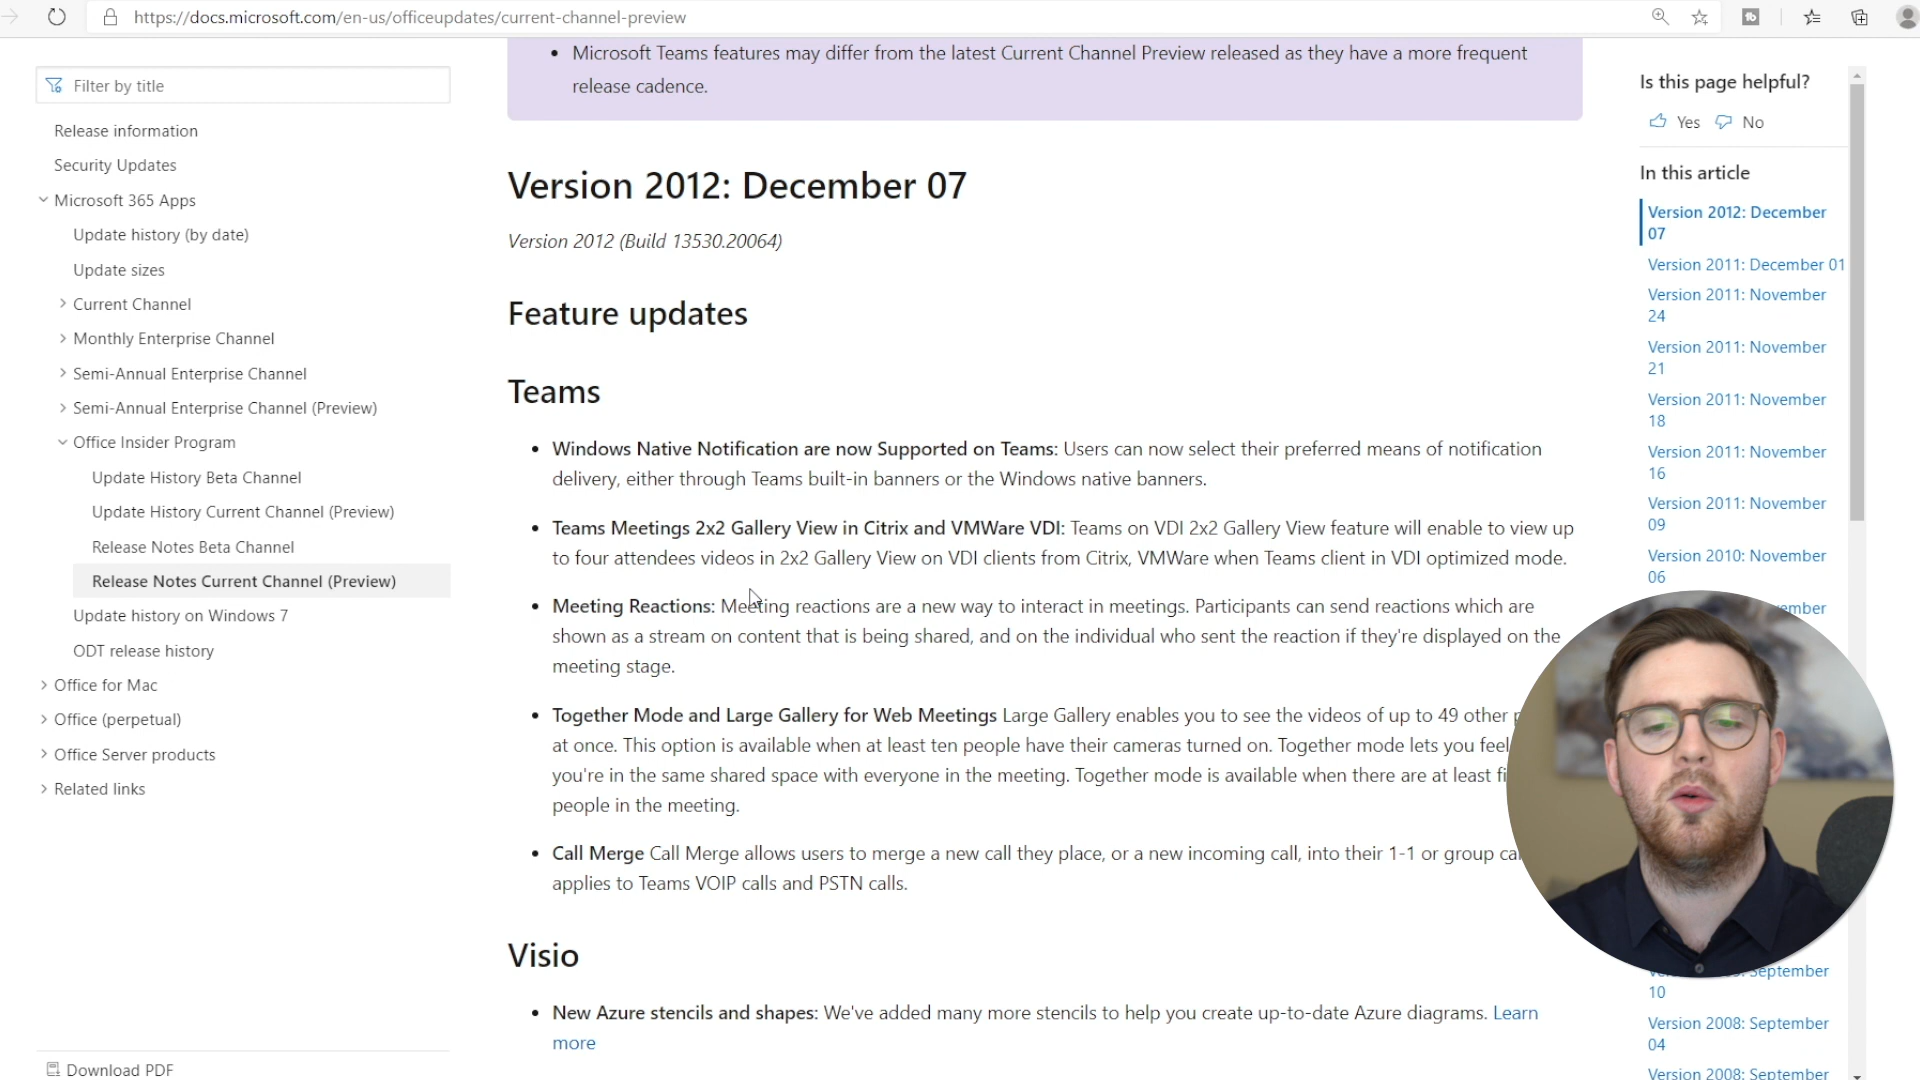 https://docs.microsoft.com/en-us/officeupdates/current-channel-preview
Filter by title
Release information
Security Updates
Microsoft 365 Apps
Update history (by date)
Update sizes
Current Channel
Monthly Enterprise Channel
Semi-Annual Enterprise Channel
Semi-Annual Enterprise Channel (Preview)
Office Insider Program
Update History Beta Channel
Update History Current Channel (Preview)
Release Notes Beta Channel
Release Notes Current Channel (Preview)
Update history on Windows 7
ODT release history
Office for Mac
Office (perpetual)
Office Server products
Related links
Download PDF
• Microsoft Teams features may differ from the latest Current Channel Preview released as they have a more frequent
release cadence.
Version 2012: December 07
Version 2012 (Build 13530.20064)
Feature updates
Teams
• Windows Native Notification are now Supported on Teams: Users can now select their preferred means of notification
delivery, either through Teams built-in banners or the Windows native banners.
• Teams Meetings 2x2 Gallery View in Citrix and VMWare VDI: Teams on VDI 2x2 Gallery View feature will enable to view up
to four attendees videos in 2x2 Gallery View on VDI clients from Citrix, VMWare when Teams client in VDI optimized mode.
• Meeting Reactions: Meeting reactions are a new way to interact in meetings. Participants can send reactions which are
shown as a stream on content that is being shared, and on the individual who sent the reaction if they're displayed on the
meeting stage.
• Together Mode and Large Gallery for Web Meetings Large Gallery enables you to see the videos of up to 49 other
at once. This option is available when at least ten people have their cameras turned on. Together mode lets you feel
you're in the same shared space with everyone in the meeting. Together mode is available when there are at least
people in the meeting.
• Call Merge Call Merge allows users to merge a new call they place, or a new incoming call, into their 1-1 or group
applies to Teams VOIP calls and PSTN calls.
Visio
• New Azure stencils and shapes: We've added many more stencils to help you create up-to-date Azure diagrams. Learn
more
Is this page helpful?
Yes No
In this article
Version 2012: December
07
Version 2011: December 01
Version 2011: November
24
Version 2011: November
21
Version 2011: November
18
Version 2011: November
16
Version 2011: November
09
Version 2010: November
06
September
10
Version 2008: September
04
Version 2008: September